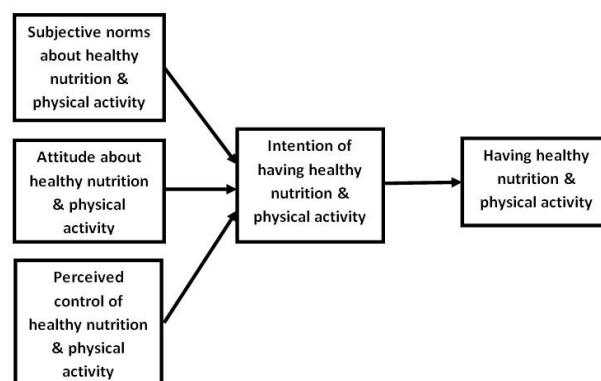 Subjective norms
about healthy
nutrition &
physical activity
Attitude about
healthy nutrition
& physical
activity
Perceived
control of
healthy nutrition
& physical
activity
Intention of
having healthy
nutrition &
physical activity
Having healthy
nutrition &
physical activity